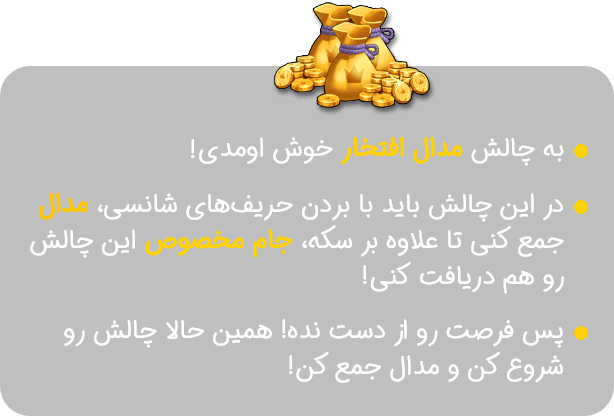 به چالش مدال افتخار خوش اومدی!
در این چالش باید با بردن حریف‌های شانسی، مدال
جمع کنی تا علاوه بر سکه، جام مخصوص این چالش
رو هم دریافت کنی!
پس فرصت رو از دست نده! همین حالا چالش رو
شروع کن و مدال جمع کن!